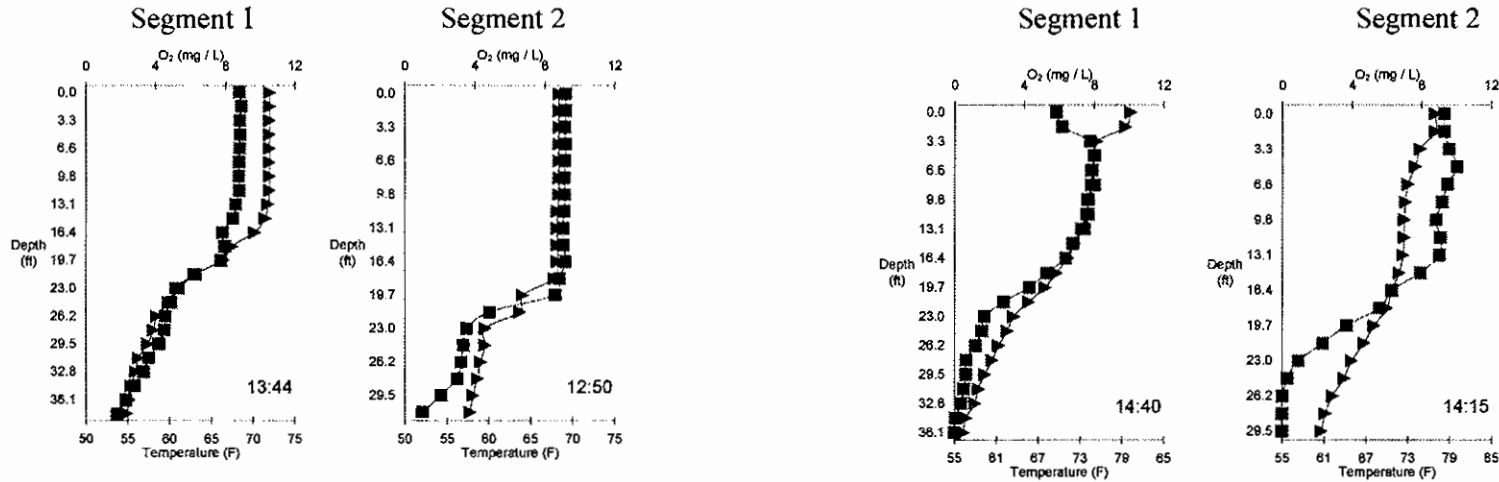 Segment 1
O₂ (mg / L)
0 4 8 12
0.0
3.3
6.6
9.8
13.1
16.4
19.7
23.0
26.2
29.5
32.8
36.1
Depth
(ft)
13:44
50 55 60 65 70 75
Temperature (F)
Segment 2
O₂ (mg / L)
0 4 8 12
0.0
3.3
6.6
9.8
13.1
16.4
19.7
23.0
26.2
29.5
Depth
(ft)
12:50
50 55 60 65 70 75
Temperature (F)
Segment 1
O₂ (mg / L)
0 4 8 12
0.0
3.3
6.6
9.8
13.1
16.4
19.7
23.0
26.2
29.5
32.8
36.1
Depth
(ft)
14:40
55 61 67 73 79 85
Temperature (F)
Segment 2
O₂ (mg / L)
0 4 8 12
0.0
3.3
6.6
9.8
13.1
16.4
19.7
23.0
26.2
29.5
Depth
(ft)
14:15
55 61 67 73 79 85
Temperature (F)